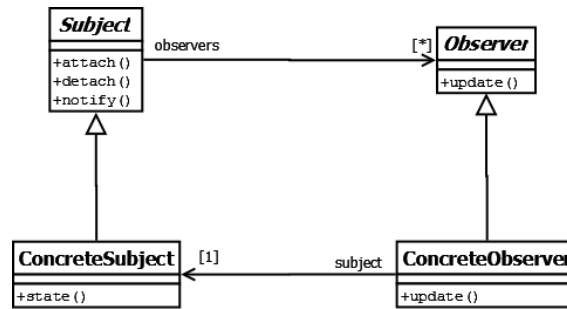 Subject
+attach()
+detach()
+notify()
observers
[*]
Observer
+update()
ConcreteSubject
+state()
[1]
subject
ConcreteObserver
+update()